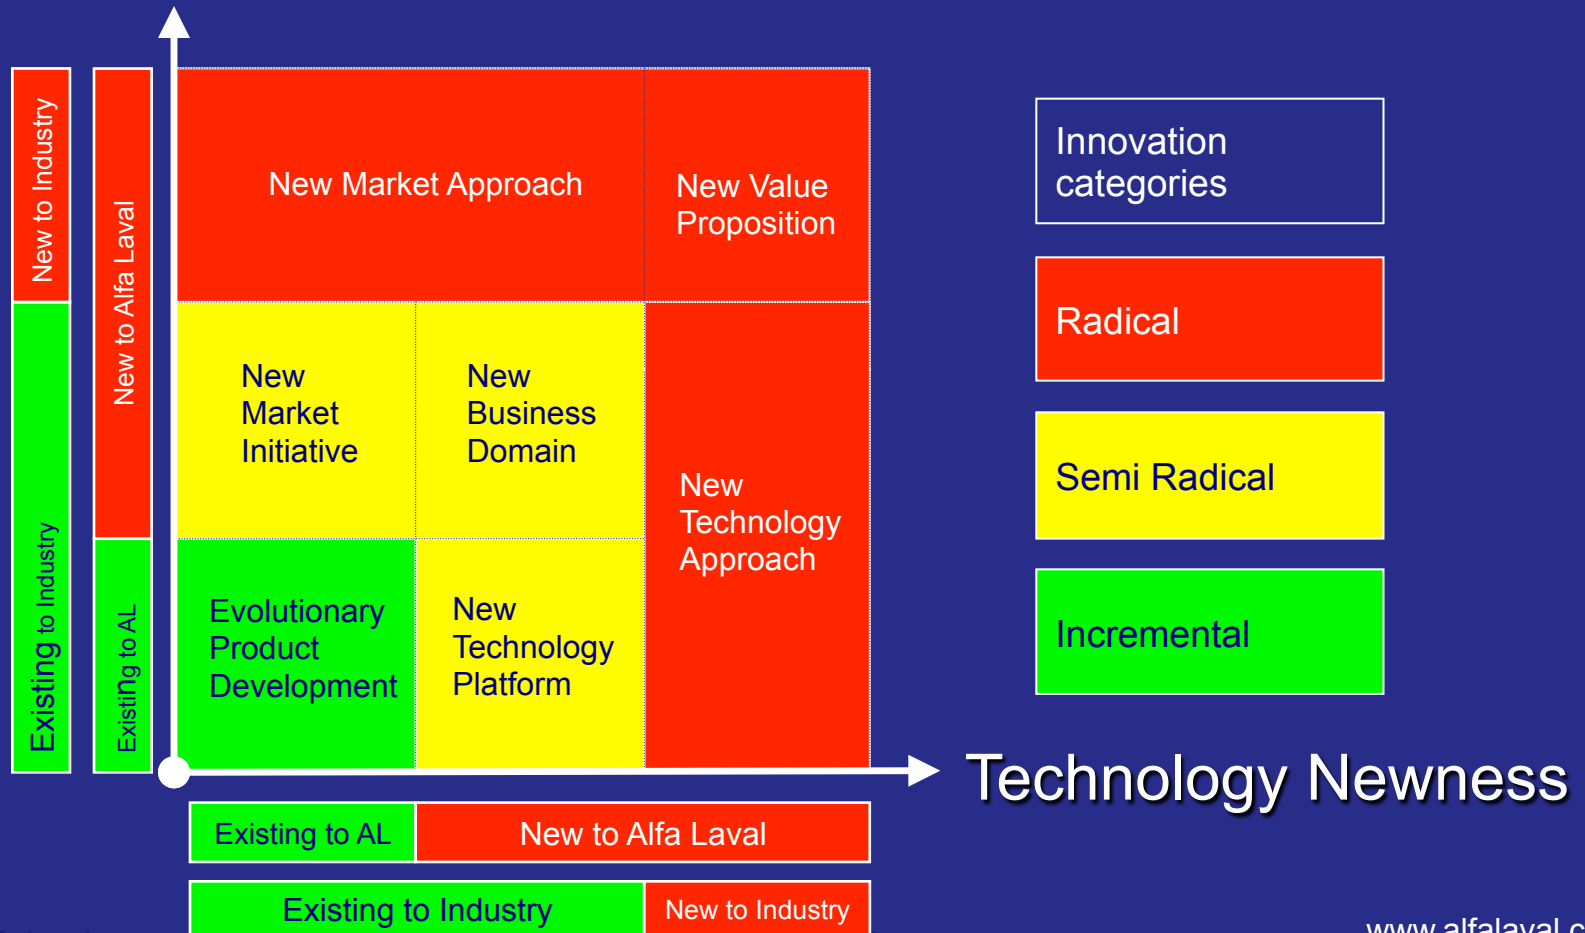 New to Industry
Existing to Industry
New to Alfa Laval
Existing to AL
New Market Approach
New Value
Proposition
New
Market
Initiative
New
Business
Domain
New
Technology
Approach
Evolutionary
Product
Development
New
Technology
Platform
Innovation
categories
Radical
Semi Radical
Incremental
Technology Newness
Existing to AL
New to Alfa Laval
Existing to Industry
New to Industry
www.alfalaval.c